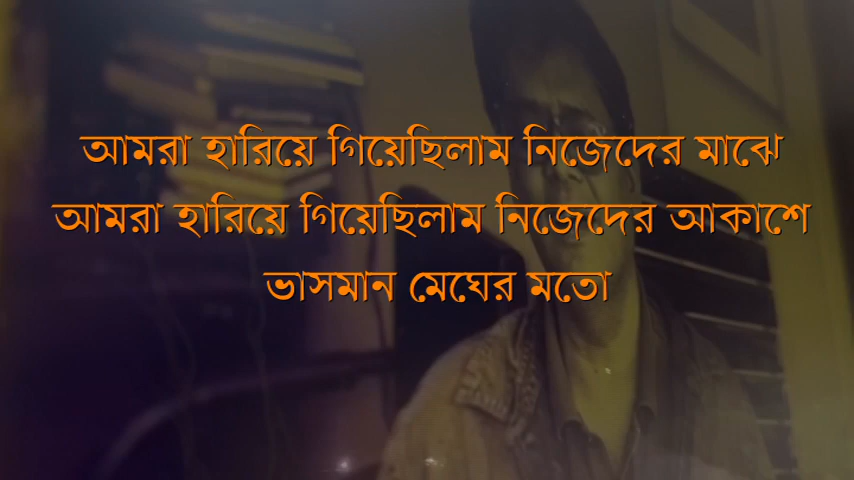 আমরা হারিয়ে গিয়েছিলাম নিজেদের মাঝে
আমরা হারিয়ে গিয়েছিলাম নিজেদের আকাশে
ভাসমান মেঘের মতো